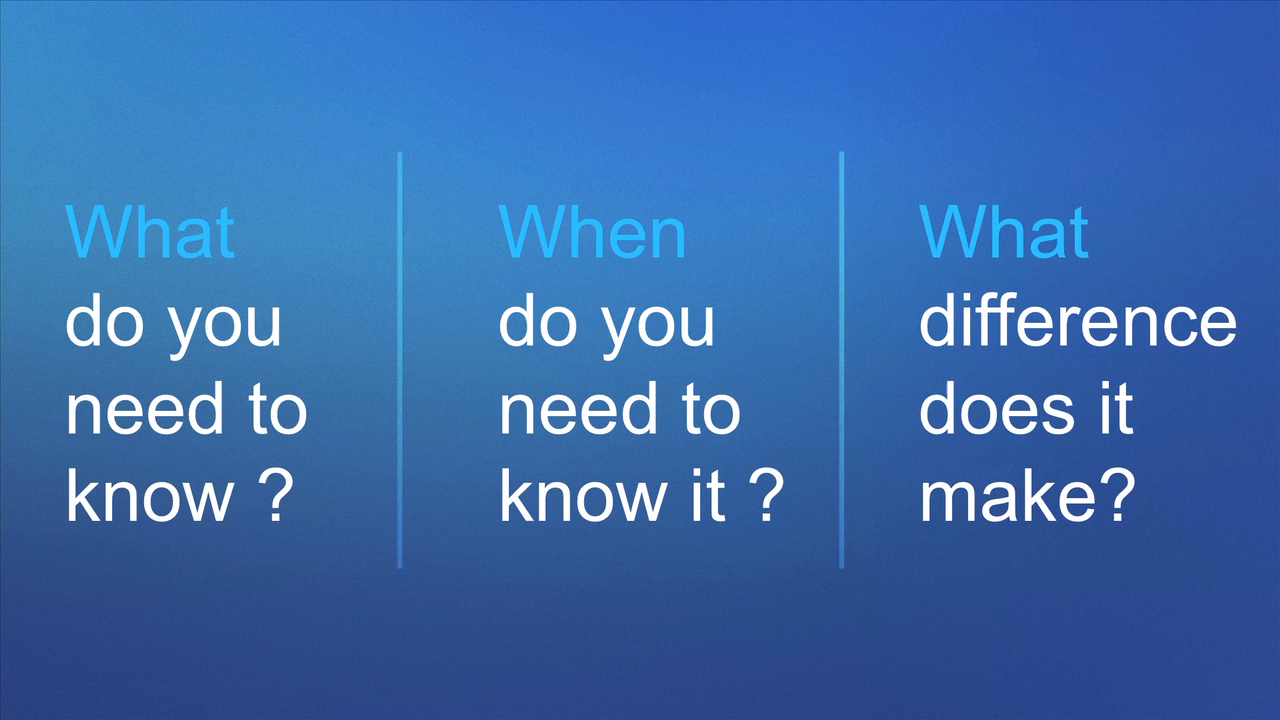 What
do you
need to
know ?
When
do you
need to
know it ?
What
difference
does it
make?